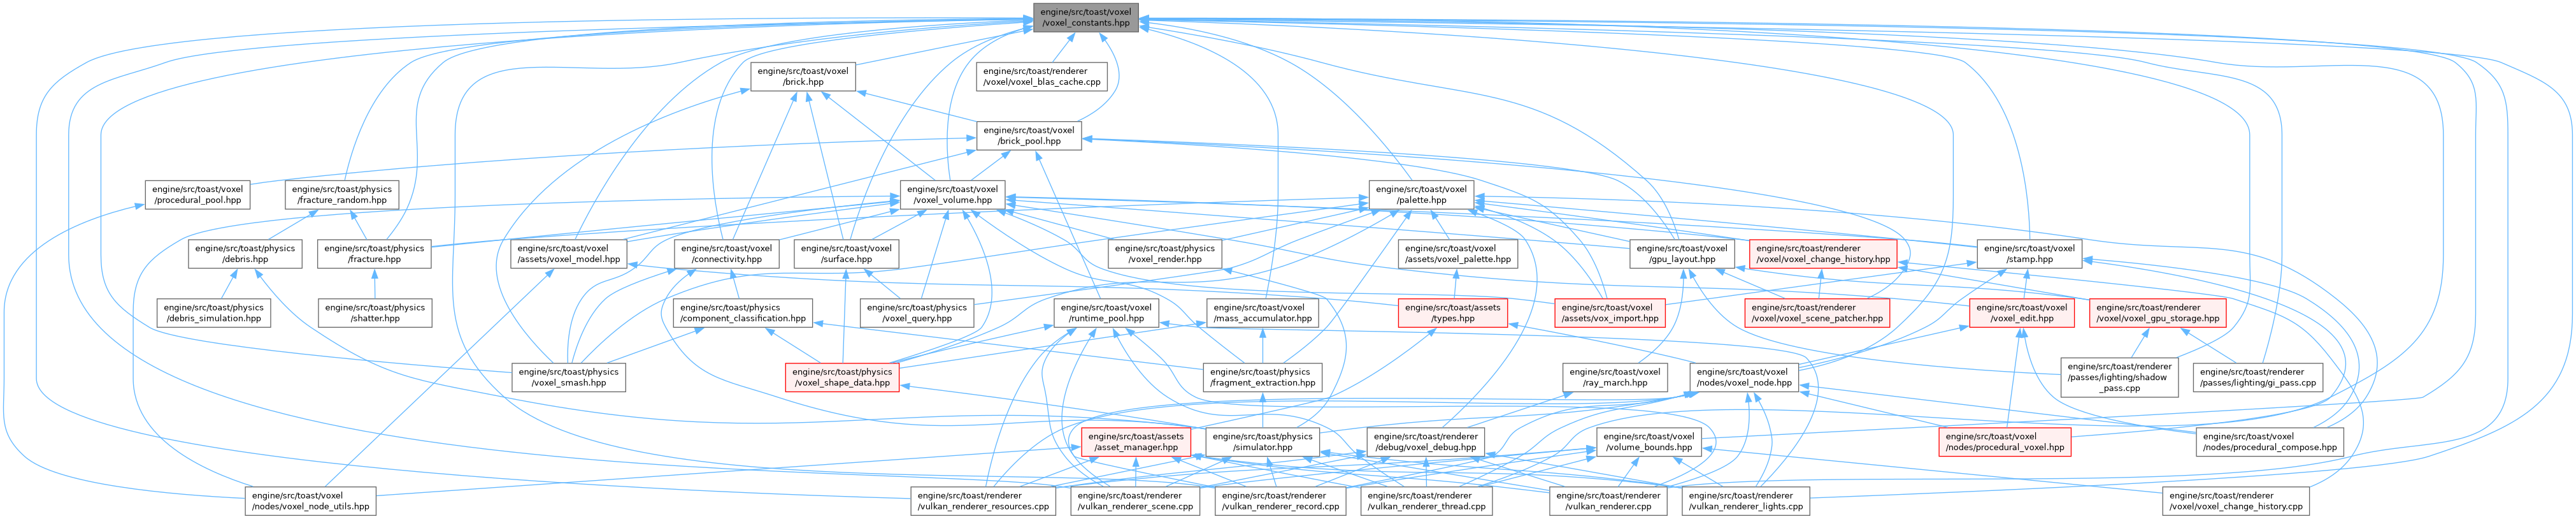 engine/src/toast/voxel
/voxel_constants.hpp
engine/src/toast/voxel
/brick.hpp
engine/src/toast/renderer
/voxel/voxel_blas_cache.cpp
engine/src/toast/voxel
/brick_pool.hpp
engine/src/toast/voxel
/procedural_pool.hpp
engine/src/toast/physics
/fracture_random.hpp
engine/src/toast/voxel
/voxel_volume.hpp
engine/src/toast/voxel
/palette.hpp
engine/src/toast/physics
/debris.hpp
engine/src/toast/physics
/fracture.hpp
engine/src/toast/voxel
/assets/voxel_model.hpp
engine/src/toast/voxel
/connectivity.hpp
engine/src/toast/voxel
/surface.hpp
engine/src/toast/physics
/voxel_render.hpp
engine/src/toast/voxel
/assets/voxel_palette.hpp
engine/src/toast/voxel
/gpu_layout.hpp
engine/src/toast/renderer
/voxel/voxel_change_history.hpp
engine/src/toast/voxel
/stamp.hpp
engine/src/toast/physics
/debris_simulation.hpp
engine/src/toast/physics
/shatter.hpp
engine/src/toast/physics
/component_classification.hpp
engine/src/toast/physics
/voxel_query.hpp
engine/src/toast/voxel
/runtime_pool.hpp
engine/src/toast/voxel
/mass_accumulator.hpp
engine/src/toast/assets
/types.hpp
engine/src/toast/voxel
/assets/vox_import.hpp
engine/src/toast/renderer
/voxel/voxel_scene_patcher.hpp
engine/src/toast/voxel
/voxel_edit.hpp
engine/src/toast/renderer
/voxel/voxel_gpu_storage.hpp
engine/src/toast/physics
/voxel_smash.hpp
engine/src/toast/physics
/voxel_shape_data.hpp
engine/src/toast/physics
/fragment_extraction.hpp
engine/src/toast/voxel
/ray_march.hpp
engine/src/toast/voxel
/nodes/voxel_node.hpp
engine/src/toast/renderer
/passes/lighting/shadow
_pass.cpp
engine/src/toast/renderer
/passes/lighting/gi_pass.cpp
engine/src/toast/assets
/asset_manager.hpp
engine/src/toast/physics
/simulator.hpp
engine/src/toast/renderer
/debug/voxel_debug.hpp
engine/src/toast/voxel
/volume_bounds.hpp
engine/src/toast/voxel
/nodes/procedural_voxel.hpp
engine/src/toast/voxel
/nodes/procedural_compose.hpp
engine/src/toast/voxel
/nodes/voxel_node_utils.hpp
engine/src/toast/renderer
/vulkan_renderer_resources.cpp
engine/src/toast/renderer
/vulkan_renderer_scene.cpp
engine/src/toast/renderer
/vulkan_renderer_record.cpp
engine/src/toast/renderer
/vulkan_renderer_thread.cpp
engine/src/toast/renderer
/vulkan_renderer.cpp
engine/src/toast/renderer
/vulkan_renderer_lights.cpp
engine/src/toast/renderer
/voxel/voxel_change_history.cpp